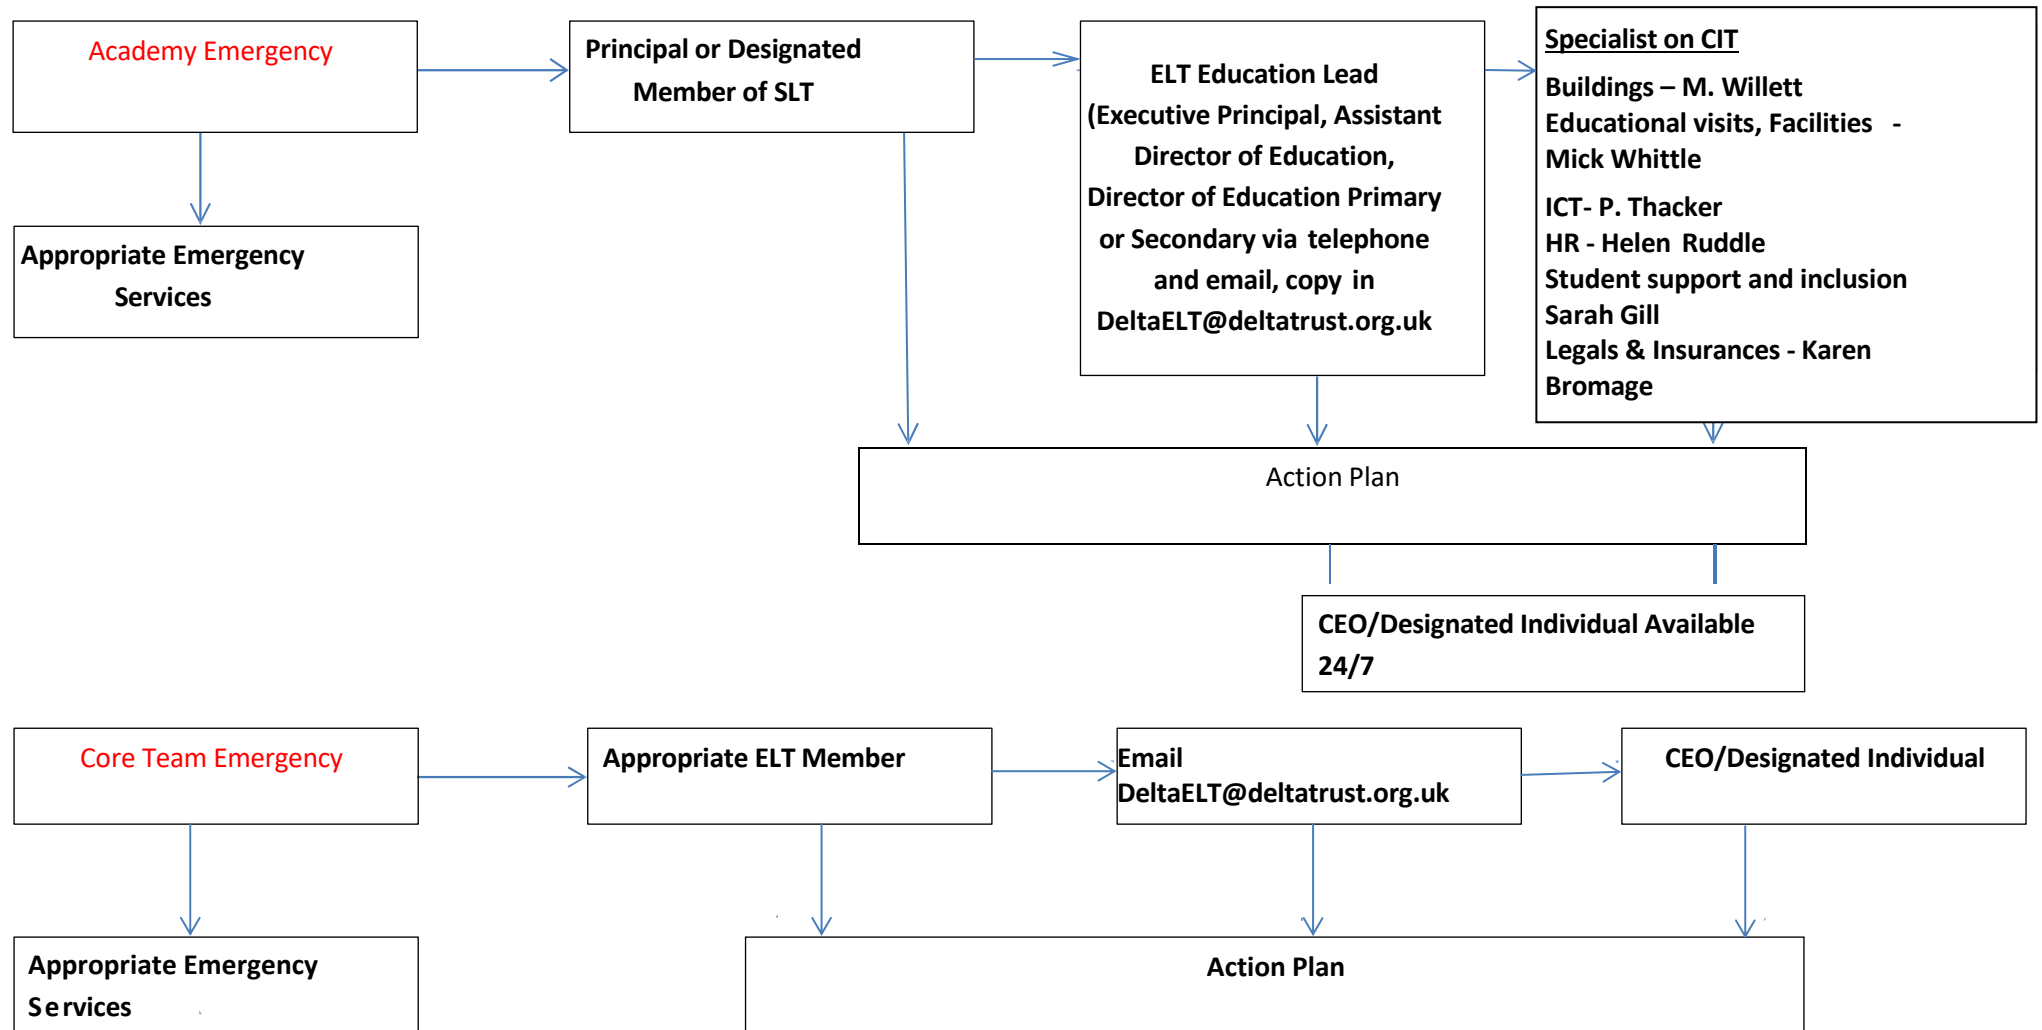 Academy Emergency
Principal or Designated
Member of SLT
ELT Education Lead
(Executive Principal, Assistant
Director of Education,
Director of Education Primary
or Secondary via telephone
and email, copy in
DeltaELT@deltatrust.org.uk
Specialist on CIT
Buildings – M. Willett
Educational visits, Facilities -
Mick Whittle
ICT- P. Thacker
HR - Helen Ruddle
Student support and inclusion
Sarah Gill
Legals & Insurances - Karen
Bromage
Appropriate Emergency
Services
Action Plan
CEO/Designated Individual Available
24/7
Core Team Emergency
Appropriate ELT Member
Email
DeltaELT@deltatrust.org.uk
CEO/Designated Individual
Appropriate Emergency
Services
Action Plan